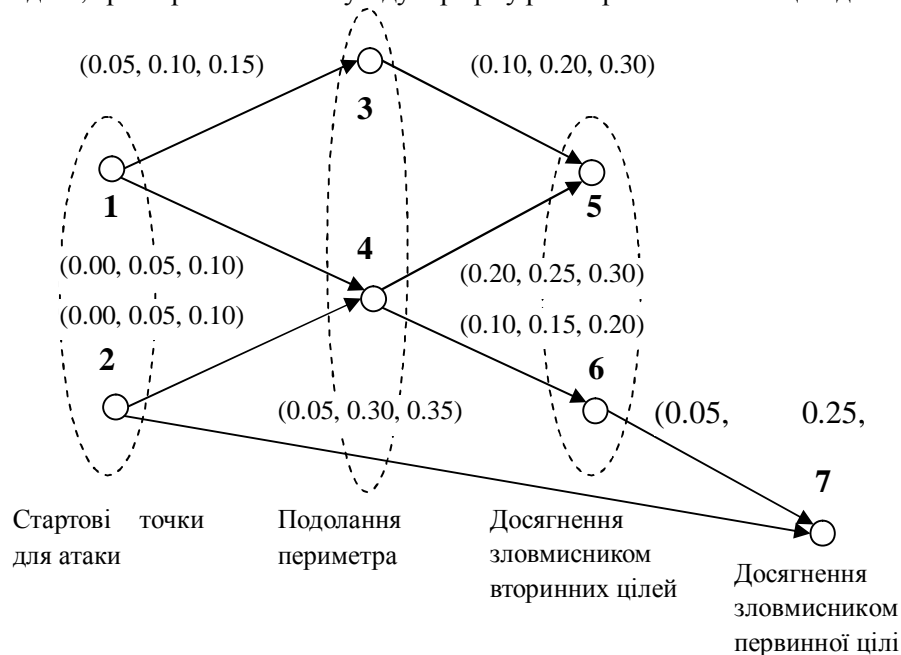 (0.05, 0.10, 0.15)
(0.10, 0.20, 0.30)
3
1
5
4
(0.00, 0.05, 0.10)
(0.20, 0.25, 0.30)
(0.00, 0.05, 0.10)
(0.10, 0.15, 0.20)
2
6
(0.05, 0.30, 0.35)
(0.05, 0.25,
7
Стартові точки
для атаки
Подолання
периметра
Досягнення
зловмисником
вторинних цілей
Досягнення
зловмисником
первинної цілі